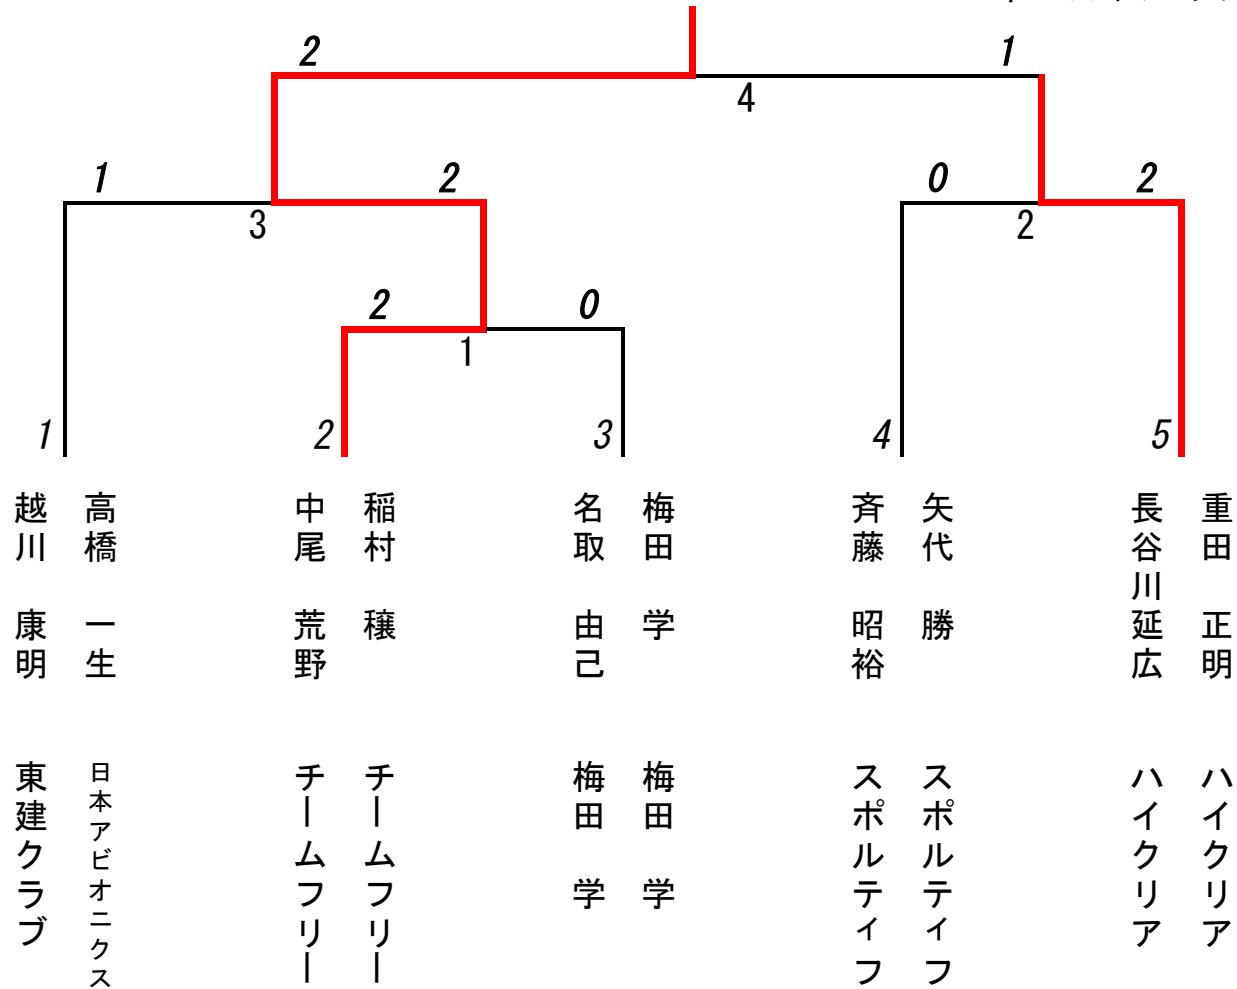 2 1
4
1 2 0 2
3 2
2 0
1
1 2 3 4 5
越川 康明
高橋 一生
中尾 荒野
稲村 穣
名取 由己
梅田 学
斉藤 昭裕
矢代 勝
長谷川延広
重田 正明
東建クラブ
日本アビオニクス
チームフリー
チームフリー
梅田 学
梅田 学
スポルティフ
スポルティフ
ハイクリア
ハイクリア